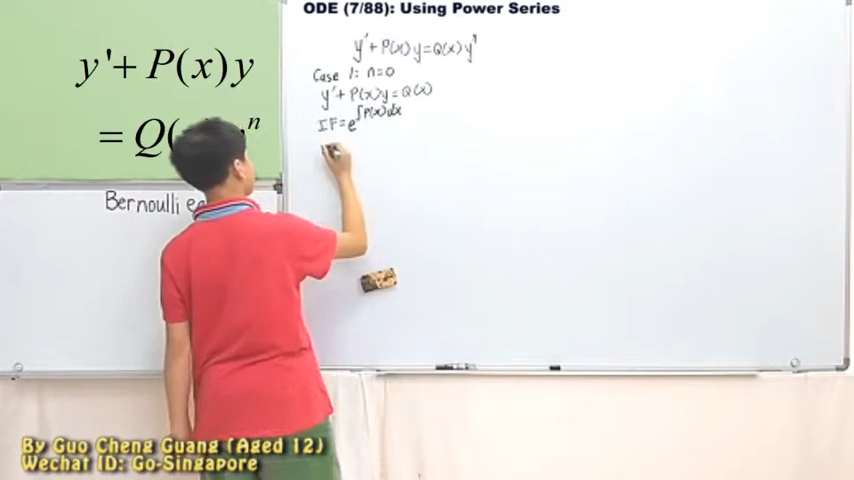 ODE (7/88): Using Power Series
y'+ P(x) y
= Q( n
Bernoulli
y' + P(x) y = Q(x) y^n
Case 1: n=0
y' + P(x) y = Q(x)
IF = e^∫P(x) dx
By Guo Cheng Guang (Aged 12)
Wechat ID: Go-Singapore